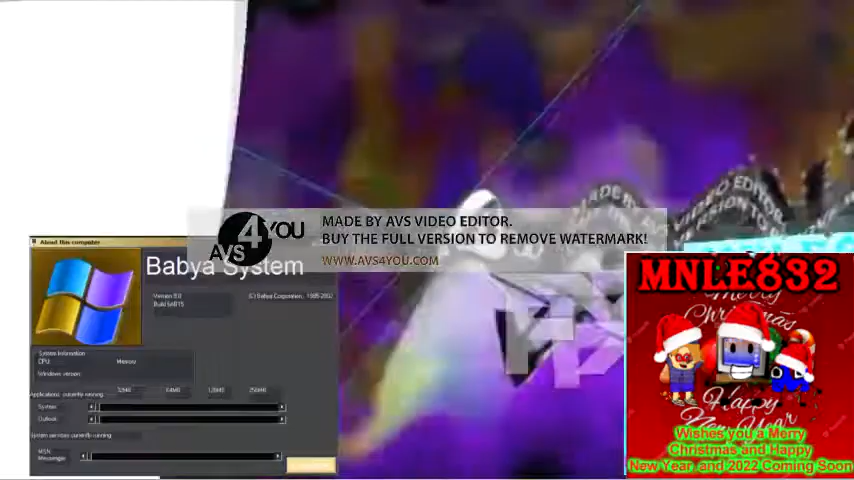 AVS4YOU
MADE BY AVS VIDEO EDITOR.
BUY THE FULL VERSION TO REMOVE WATERMARK!
WWW.AVS4YOU.COM
About this computer
Babya System
Version 9.0
(C) Babya Corporation, 1985-2002
System Information
CPU
Memory
Windows version
Applications currently running
System
Outlook
System services currently running
MSN
Messenger
MNLE832
Merry
Christmas
Happy
New Year
Wishes you a Merry
Christmas and Happy
New Year and 2022 Coming Soon